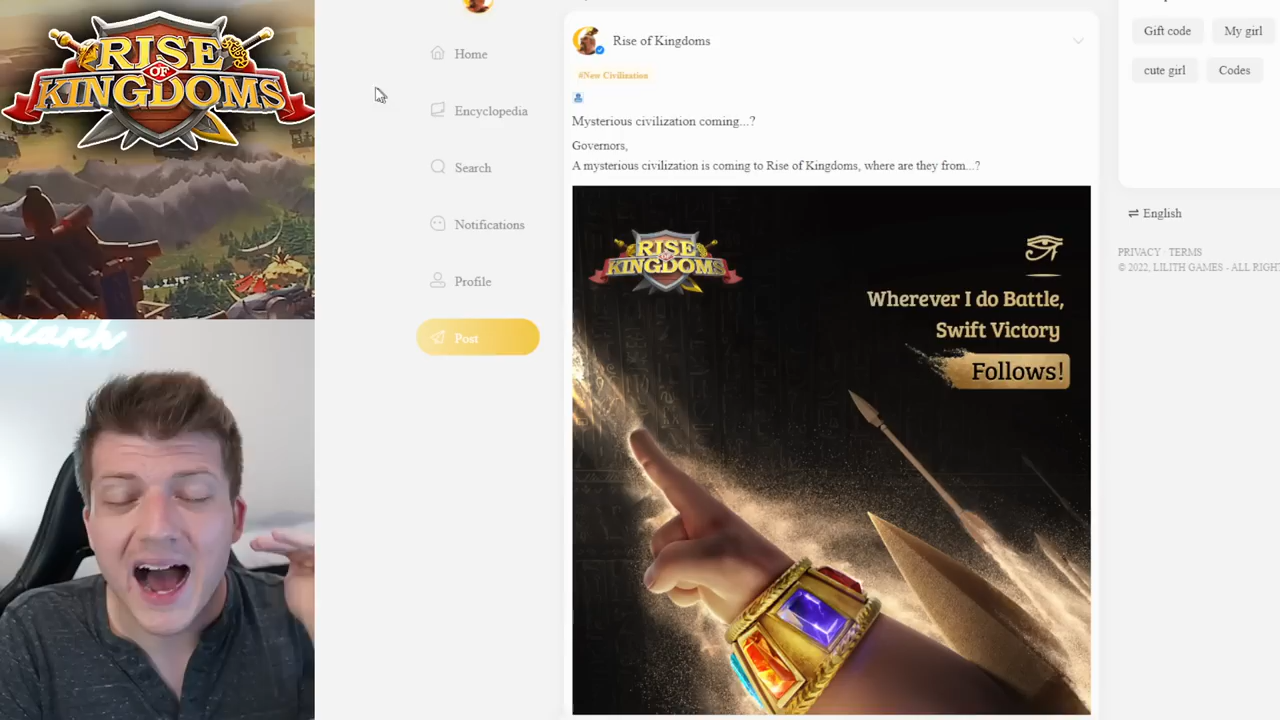 RISE
OF
KINGDOMS
Home
Encyclopedia
Search
Notifications
Profile
Post
Rise of Kingdoms
#New Civilization
Mysterious civilization coming...?
Governors,
A mysterious civilization is coming to Rise of Kingdoms, where are they from...?
RISE
OF
KINGDOMS
Wherever I do Battle,
Swift Victory
Follows!
Gift code
My girl
cute girl
Codes
English
PRIVACY · TERMS
© 2022, LILITH GAMES - ALL RIGH